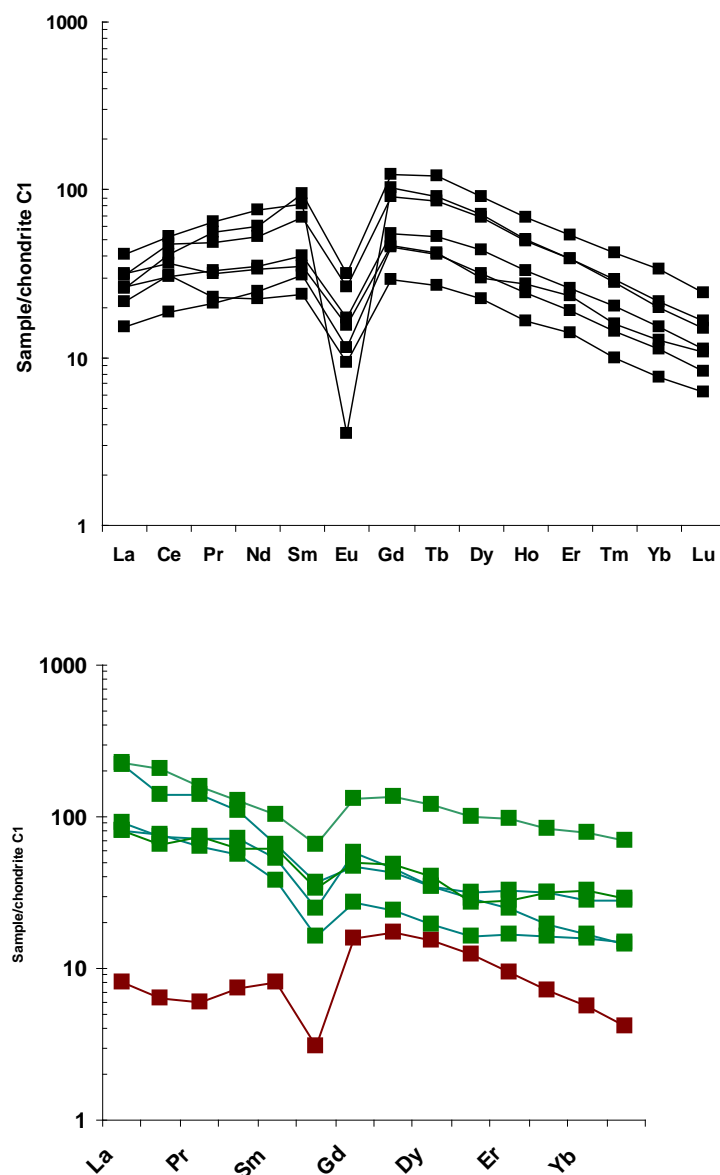 1000
100
10
1
Sample/chondrite C1
La Ce Pr Nd Sm Eu Gd Tb Dy Ho Er Tm Yb Lu
1000
100
10
1
Sample/chondrite C1
La Pr Sm Gd Dy Er Yb